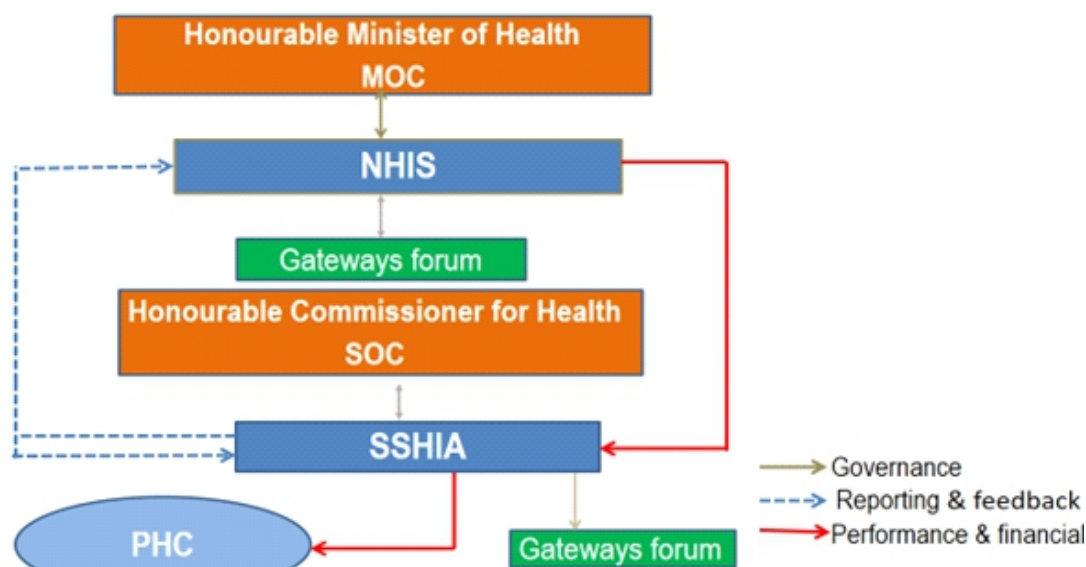 Honourable Minister of Health
MOC
NHIS
Gateways forum
Honourable Commissioner for Health
SOC
SSHIA
PHC
Gateways forum
Governance
Reporting & feedback
Performance & financial